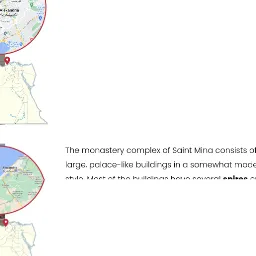 The monastery complex of Saint Mina consists of
large, palace-like buildings in a somewhat mode
style. Most of the buildings have several spires